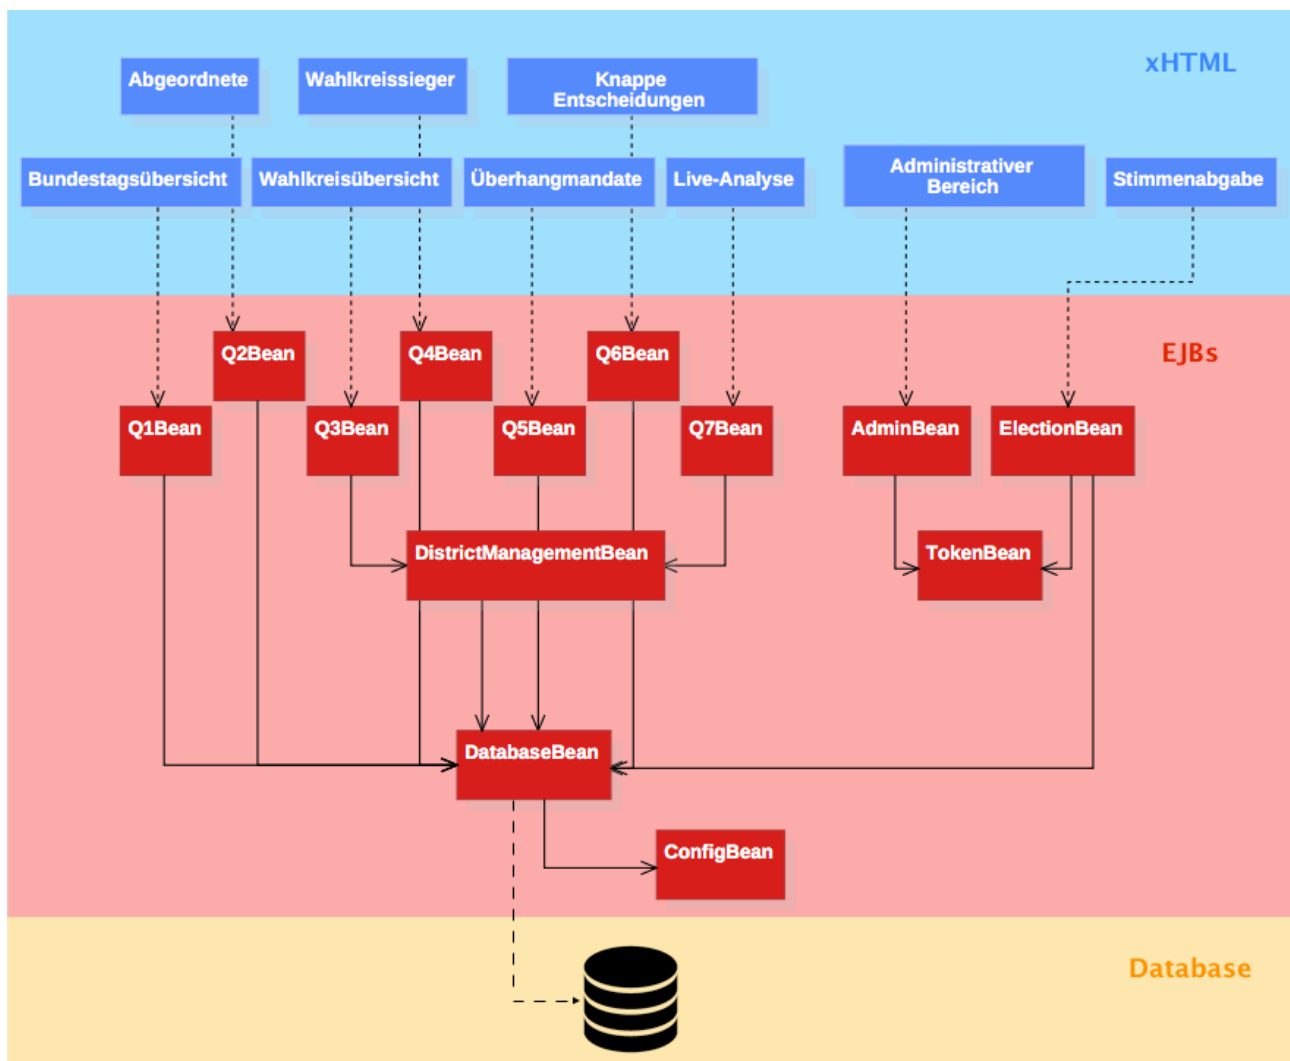 xHTML
Abgeordnete
Wahlkreissieger
Knappe
Entscheidungen
Bundestagsübersicht
Wahlkreisübersicht
Überhangmandate
Live-Analyse
Administrativer
Bereich
Stimmenabgabe
EJBs
Q2Bean
Q4Bean
Q6Bean
Q1Bean
Q3Bean
Q5Bean
Q7Bean
AdminBean
ElectionBean
DistrictManagementBean
TokenBean
DatabaseBean
ConfigBean
Database